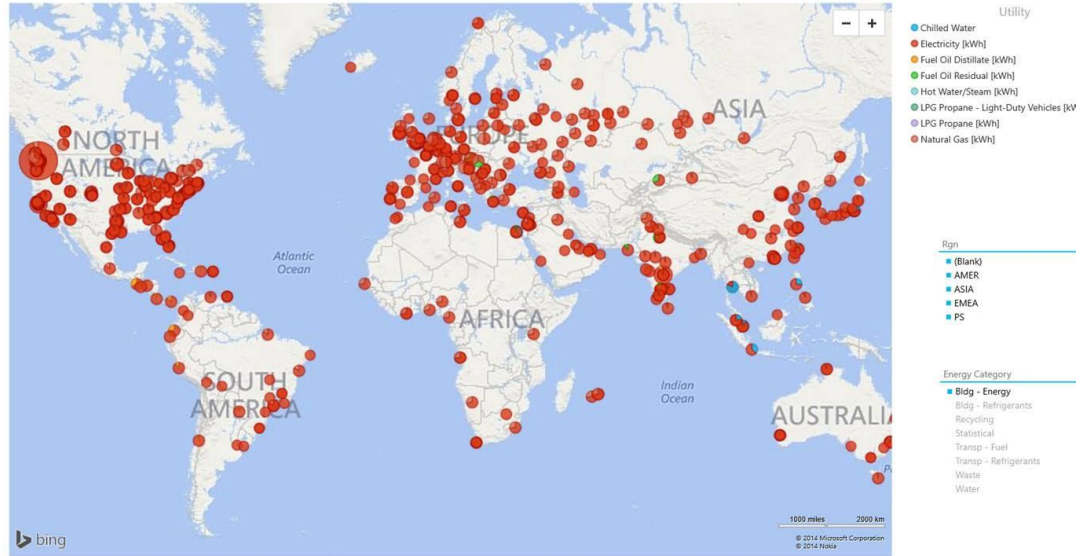 NORTH
AMERICA
EUROPE
ASIA
Atlantic
Ocean
AFRICA
SOUTH
AMERICA
Indian
Ocean
AUSTRALIA
bing
1000 miles 2000 km
© 2014 Microsoft Corporation
© 2014 Nokia
Utility
Chilled Water
Electricity [kWh]
Fuel Oil Distillate [kWh]
Fuel Oil Residual [kWh]
Hot Water/Steam [kWh]
LPG Propane - Light-Duty Vehicles [kW
LPG Propane [kWh]
Natural Gas [kWh]
Rgn
(Blank)
AMER
ASIA
EMEA
PS
Energy Category
Bldg - Energy
Bldg - Refrigerants
Recycling
Statistical
Transp - Fuel
Transp - Refrigerants
Waste
Water